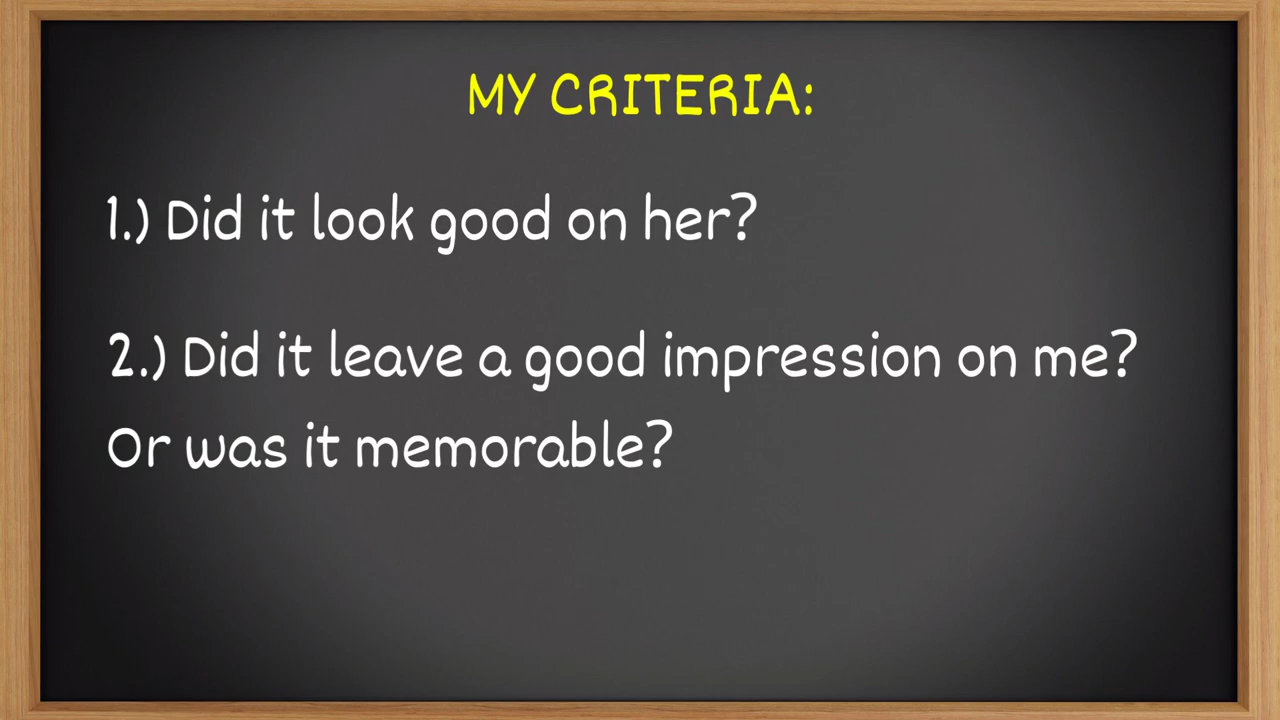 MY CRITERIA:
1.) Did it look good on her?
2.) Did it leave a good impression on me?
Or was it memorable?